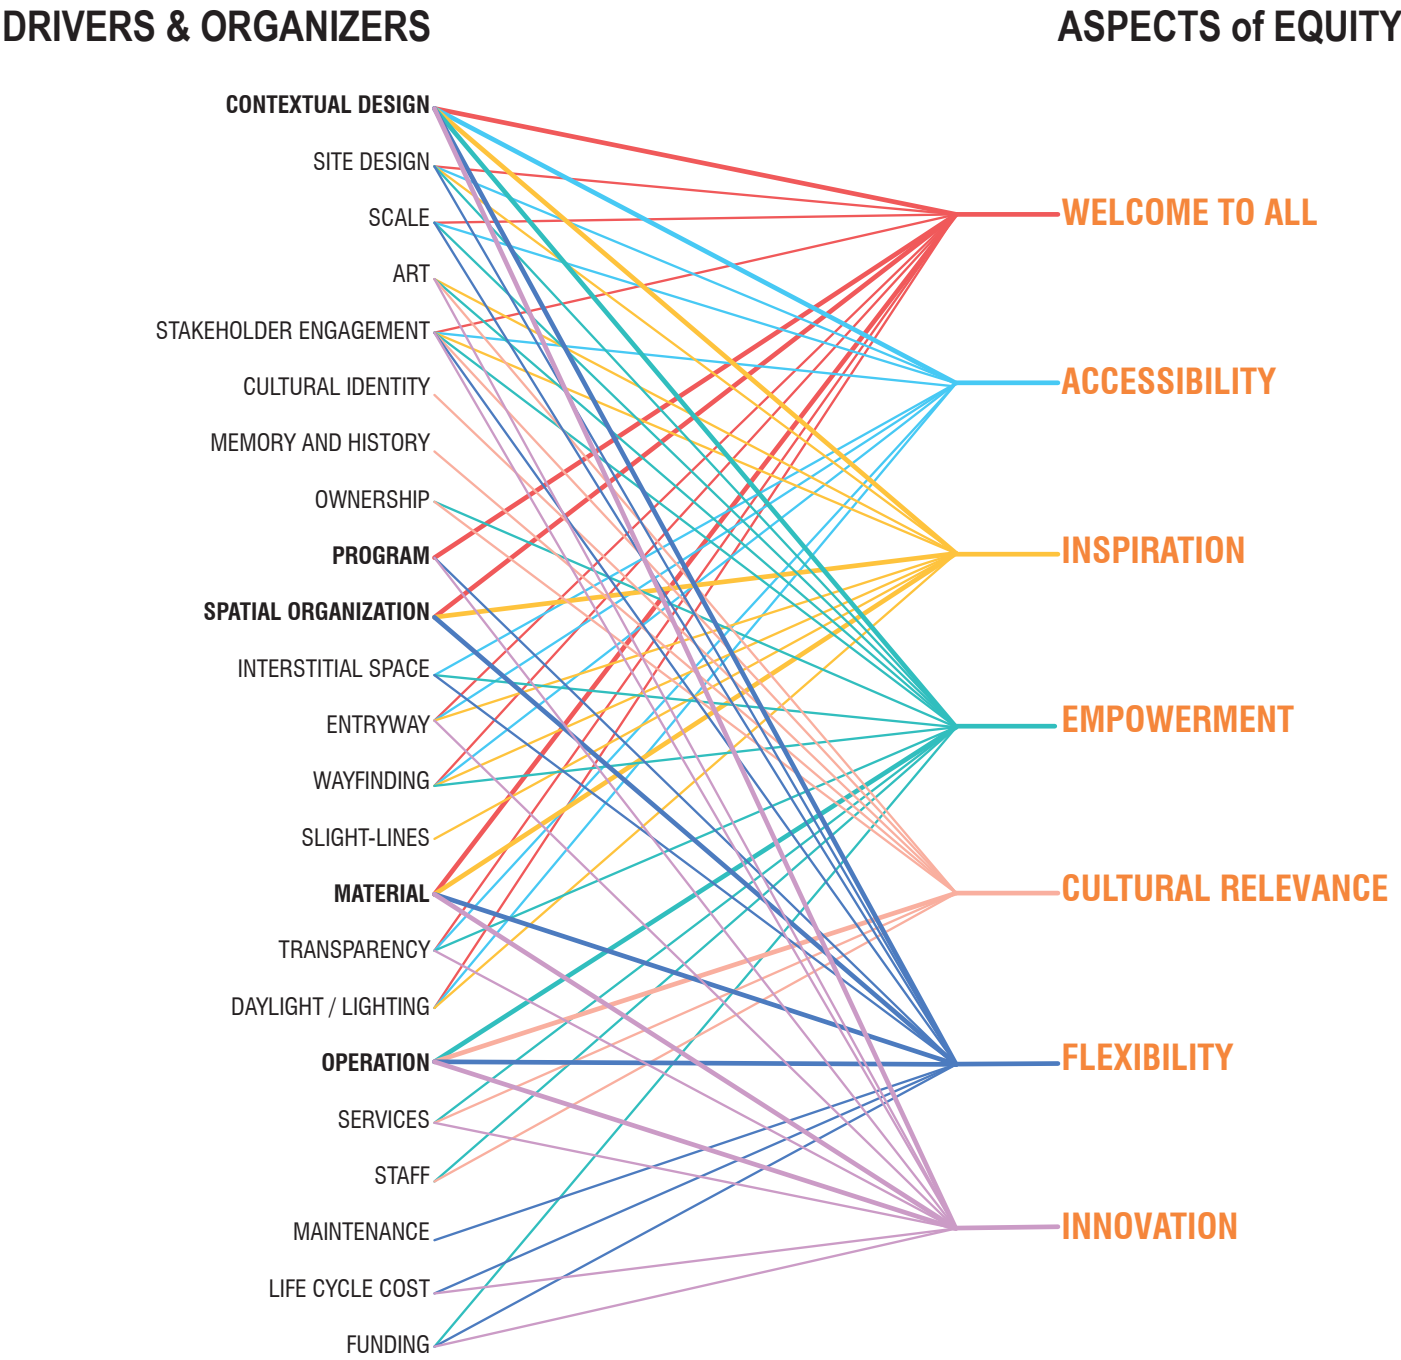 DRIVERS & ORGANIZERS
ASPECTS of EQUITY
CONTEXTUAL DESIGN
SITE DESIGN
SCALE
ART
STAKEHOLDER ENGAGEMENT
CULTURAL IDENTITY
MEMORY AND HISTORY
OWNERSHIP
PROGRAM
SPATIAL ORGANIZATION
INTERSTITIAL SPACE
ENTRYWAY
WAYFINDING
SLIGHT-LINES
MATERIAL
TRANSPARENCY
DAYLIGHT / LIGHTING
OPERATION
SERVICES
STAFF
MAINTENANCE
LIFE CYCLE COST
FUNDING
WELCOME TO ALL
ACCESSIBILITY
INSPIRATION
EMPOWERMENT
CULTURAL RELEVANCE
FLEXIBILITY
INNOVATION